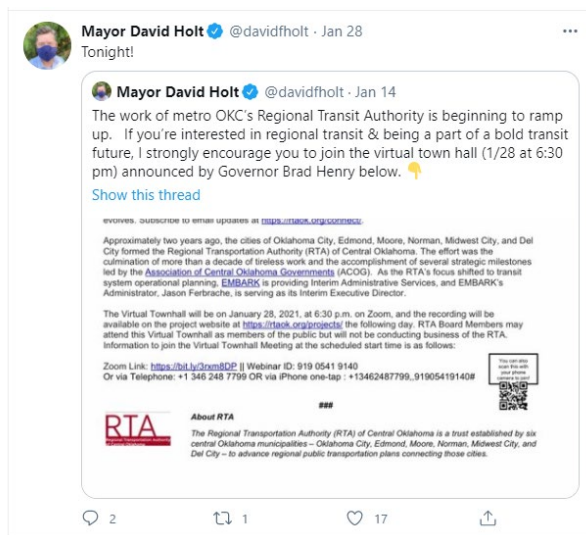 Mayor David Holt @davidfholt · Jan 28
Tonight!
Mayor David Holt @davidfholt · Jan 14
The work of metro OKC's Regional Transit Authority is beginning to ramp
up. If you're interested in regional transit & being a part of a bold transit
future, I strongly encourage you to join the virtual town hall (1/28 at 6:30
pm) announced by Governor Brad Henry below. 👇
Show this thread
evolves. Subscribe to email updates at https://rtaok.org/connect/.
Approximately two years ago, the cities of Oklahoma City, Edmond, Moore, Norman, Midwest City, and Del
City formed the Regional Transportation Authority (RTA) of Central Oklahoma. The effort was the
culmination of more than a decade of tireless work and the accomplishment of several strategic milestones
led by the Association of Central Oklahoma Governments (ACOG). As the RTA's focus shifted to transit
system operational planning, EMBARK is providing Interim Administrative Services, and EMBARK's
Administrator, Jason Ferbrache, is serving as its Interim Executive Director.
The Virtual Townhall will be on January 28, 2021, at 6:30 p.m. on Zoom, and the recording will be
available on the project website at https://rtaok.org/projects/ the following day. RTA Board Members may
attend this Virtual Townhall as members of the public but will not be conducting business of the RTA.
Information to join the Virtual Townhall Meeting at the scheduled start time is as follows:
You can also
scan this with
your phone
camera to join!
Zoom Link: https://bit.ly/3rxm8DP || Webinar ID: 919 0541 9140
Or via Telephone: +1 346 248 7799 OR via iPhone one-tap : +13462487799,,91905419140#
###
RTA
Regional Transportation Authority
of Central Oklahoma
About RTA
The Regional Transportation Authority (RTA) of Central Oklahoma is a trust established by six
central Oklahoma municipalities – Oklahoma City, Edmond, Moore, Norman, Midwest City, and
Del City – to advance regional public transportation plans connecting those cities.
2 1 17